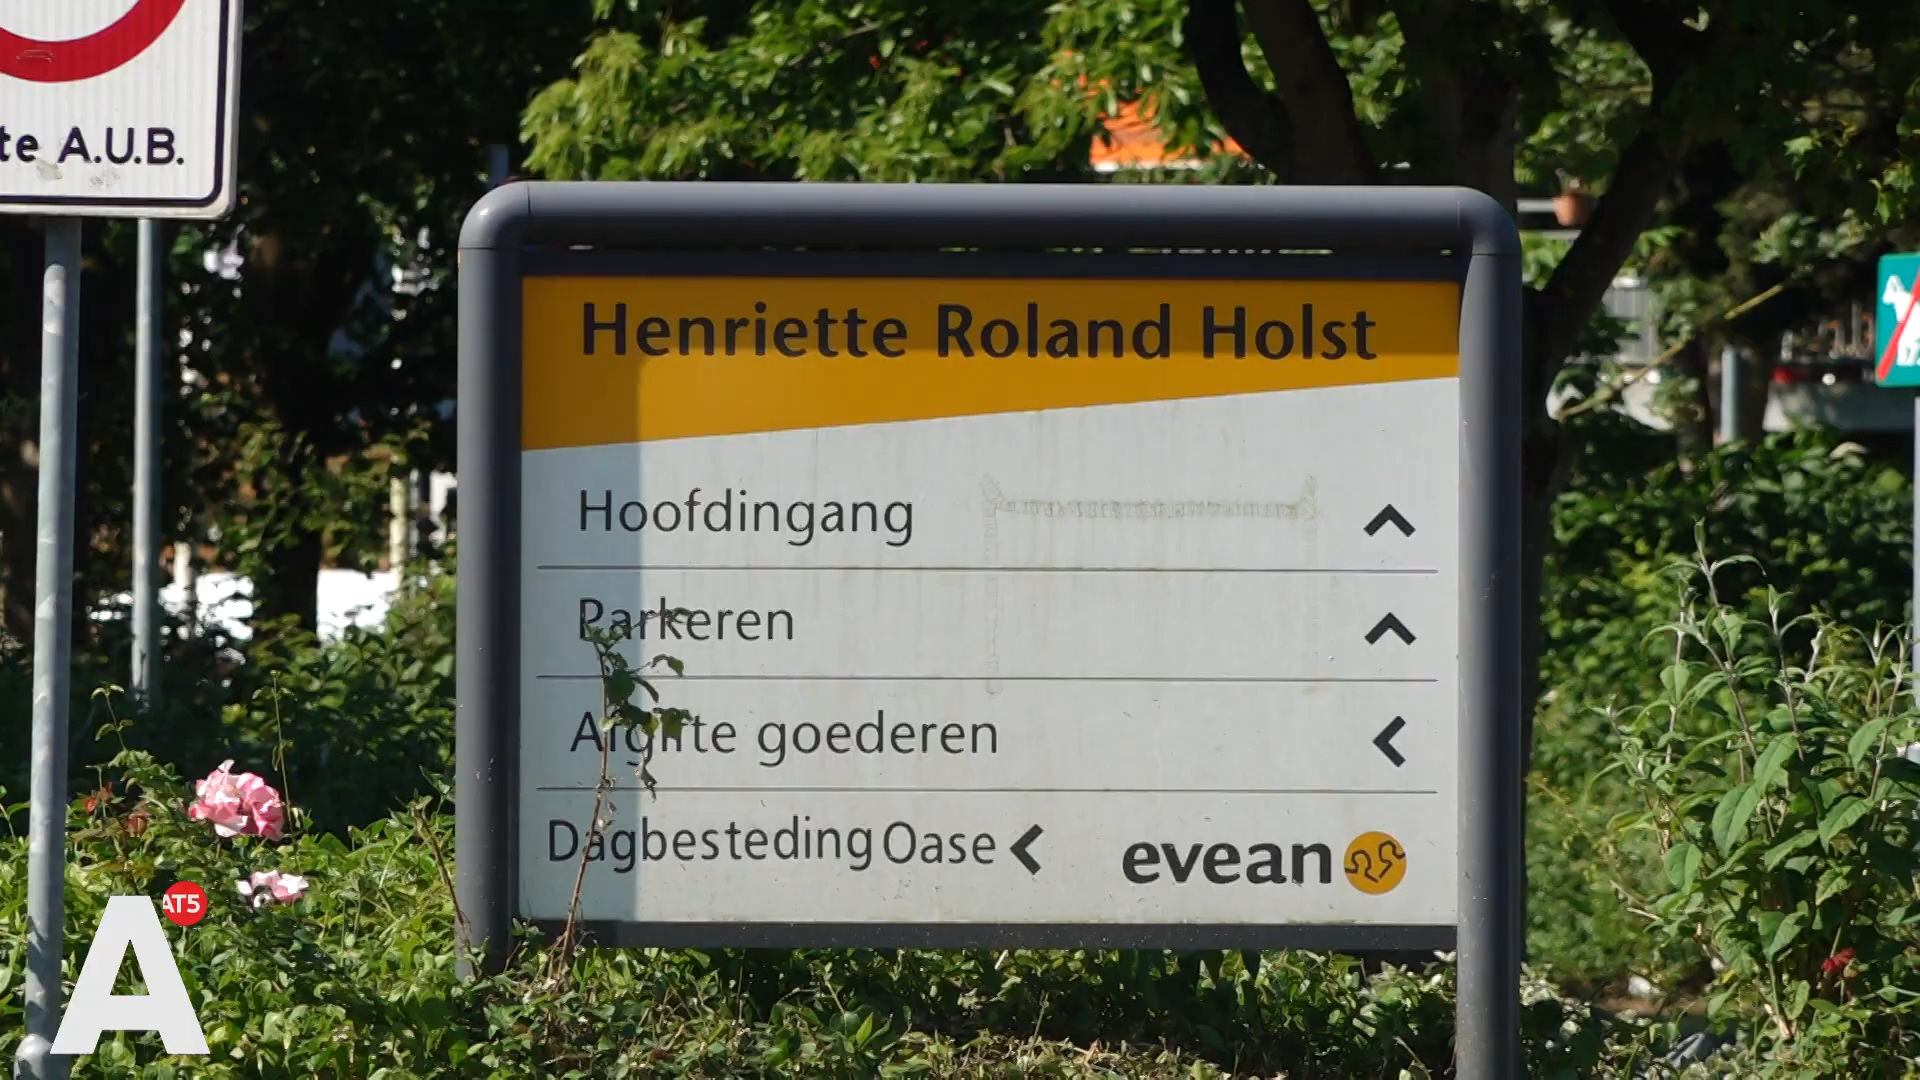 te A.U.B.
Henriette Roland Holst
Hoofdingang
Parkeren
Afgifte goederen
Dagbesteding Oase
evean
AT5
A